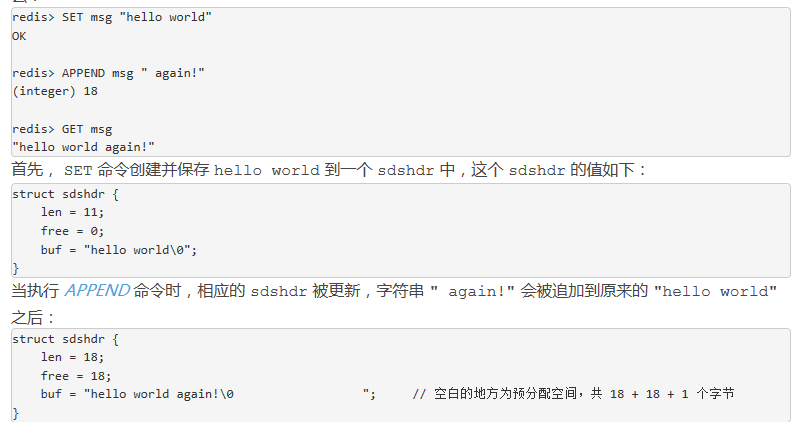 redis> SET msg "hello world"
OK
redis> APPEND msg " again!"
(integer) 18
redis> GET msg
"hello world again!"
首先， SET 命令创建并保存 hello world 到一个 sdshdr 中，这个 sdshdr 的值如下：
struct sdshdr {
    len = 11;
    free = 0;
    buf = "hello world\0";
}
当执行 APPEND 命令时，相应的 sdshdr 被更新，字符串 " again!" 会被追加到原来的 "hello world"
之后：
struct sdshdr {
    len = 18;
    free = 18;
    buf = "hello world again!\0                  ";     // 空白的地方为预分配空间，共 18 + 18 + 1 个字节
}